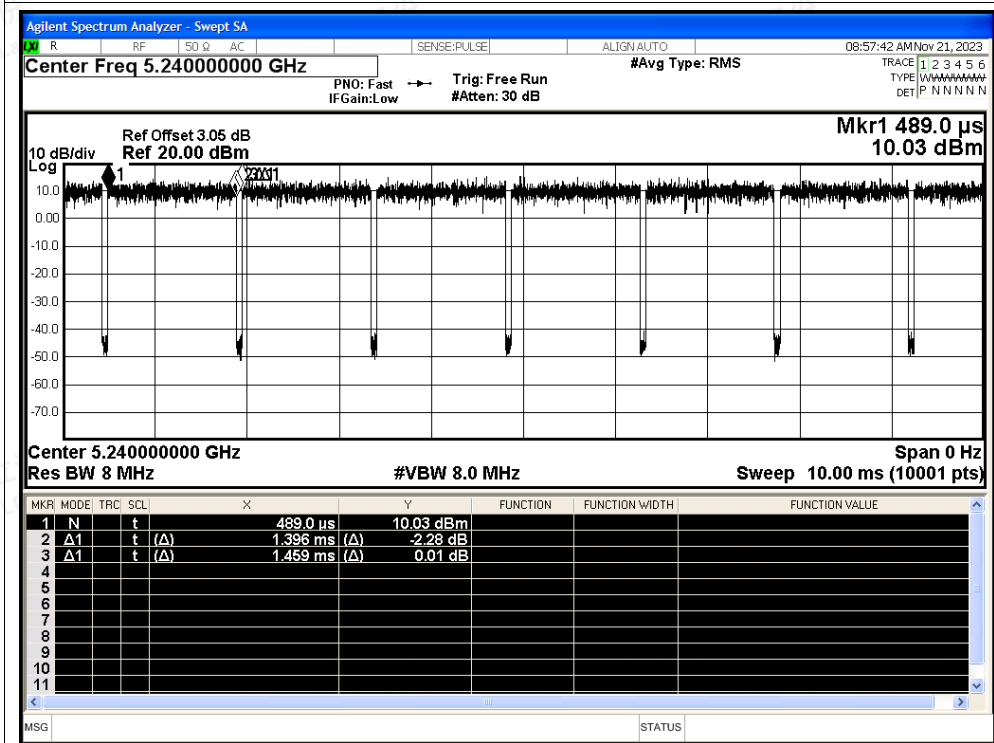 Agilent Spectrum Analyzer - Swept SA
LXI R RF 50 Ω AC SENSE:PULSE ALIGN AUTO 08:57:42 AM Nov 21, 2023
Center Freq 5.240000000 GHz #Avg Type: RMS TRACE 1 2 3 4 5 6
PNO: Fast Trig: Free Run TYPE W
IFGain:Low #Atten: 30 dB DET P N N N N N
Mkr1 489.0 µs
Ref Offset 3.05 dB
10 dB/div Ref 20.00 dBm 10.03 dBm
Log
1
10.0
0.00
-10.0
-20.0
-30.0
-40.0
-50.0
-60.0
-70.0
Center 5.240000000 GHz Span 0 Hz
Res BW 8 MHz #VBW 8.0 MHz Sweep 10.00 ms (10001 pts)
MKR MODE TRC SCL X Y FUNCTION FUNCTION WIDTH FUNCTION VALUE
1 N t 489.0 µs 10.03 dBm
2 Δ1 t (Δ) 1.396 ms (Δ) -2.28 dB
3 Δ1 t (Δ) 1.459 ms (Δ) 0.01 dB
4
5
6
7
8
9
10
11
MSG STATUS